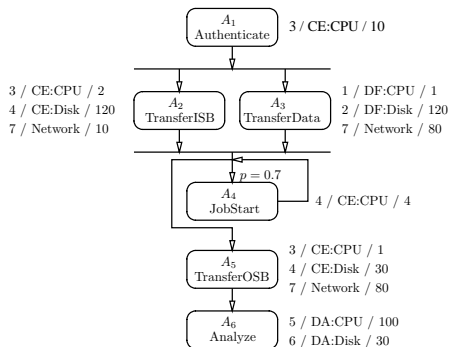 A1
Authenticate
3 / CE:CPU / 10
3 / CE:CPU / 2
4 / CE:Disk / 120
7 / Network / 10
A2
TransferISB
A3
TransferData
1 / DF:CPU / 1
2 / DF:Disk / 120
7 / Network / 80
p = 0.7
A4
JobStart
4 / CE:CPU / 4
A5
TransferOSB
3 / CE:CPU / 1
4 / CE:Disk / 30
7 / Network / 80
A6
Analyze
5 / DA:CPU / 100
6 / DA:Disk / 30